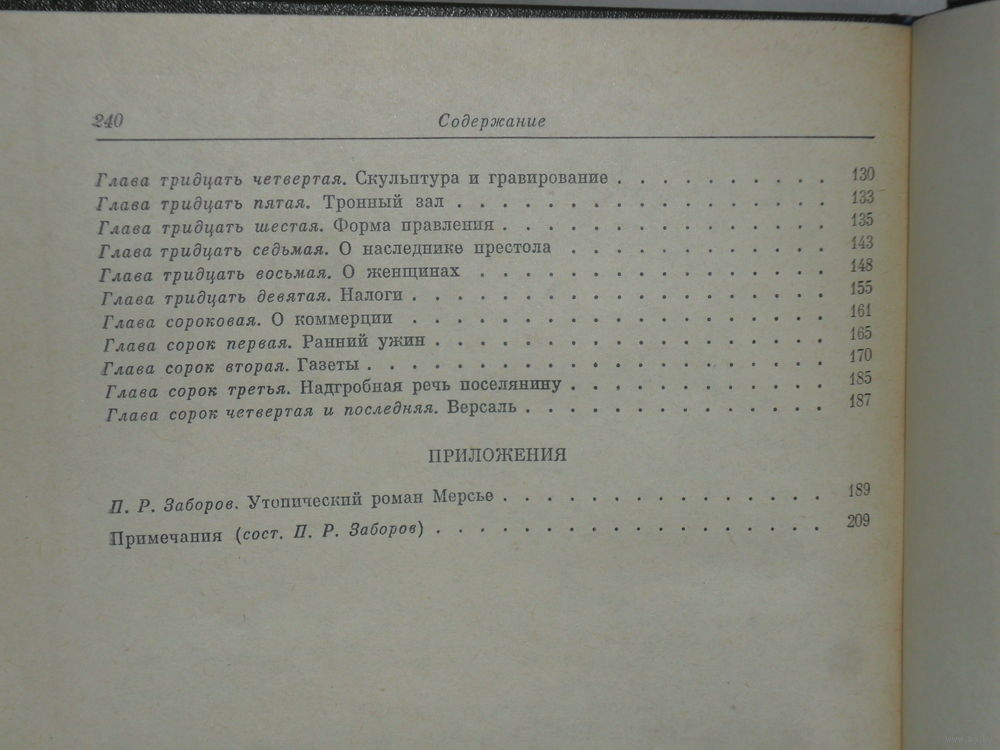 240 Содержание
Глава тридцать четвертая. Скульптура и гравирование . . . . . . . . . . 130
Глава тридцать пятая. Тронный зал . . . . . . . . . . . . . . . . . . . 133
Глава тридцать шестая. Форма правления . . . . . . . . . . . . . . . . 135
Глава тридцать седьмая. О наследнике престола . . . . . . . . . . . . . 143
Глава тридцать восьмая. О женщинах . . . . . . . . . . . . . . . . . . 148
Глава тридцать девятая. Налоги . . . . . . . . . . . . . . . . . . . . . 155
Глава сороковая. О коммерции . . . . . . . . . . . . . . . . . . . . . 161
Глава сорок первая. Ранний ужин . . . . . . . . . . . . . . . . . . . . 165
Глава сорок вторая. Газеты . . . . . . . . . . . . . . . . . . . . . . . 170
Глава сорок третья. Надгробная речь поселянину . . . . . . . . . . . . 185
Глава сорок четвертая и последняя. Версаль . . . . . . . . . . . . . . 187
ПРИЛОЖЕНИЯ
П. Р. Заборов. Утопический роман Мерсье . . . . . . . . . . . . . . . . 189
Примечания (сост. П. Р. Заборов) . . . . . . . . . . . . . . . . . . . 209